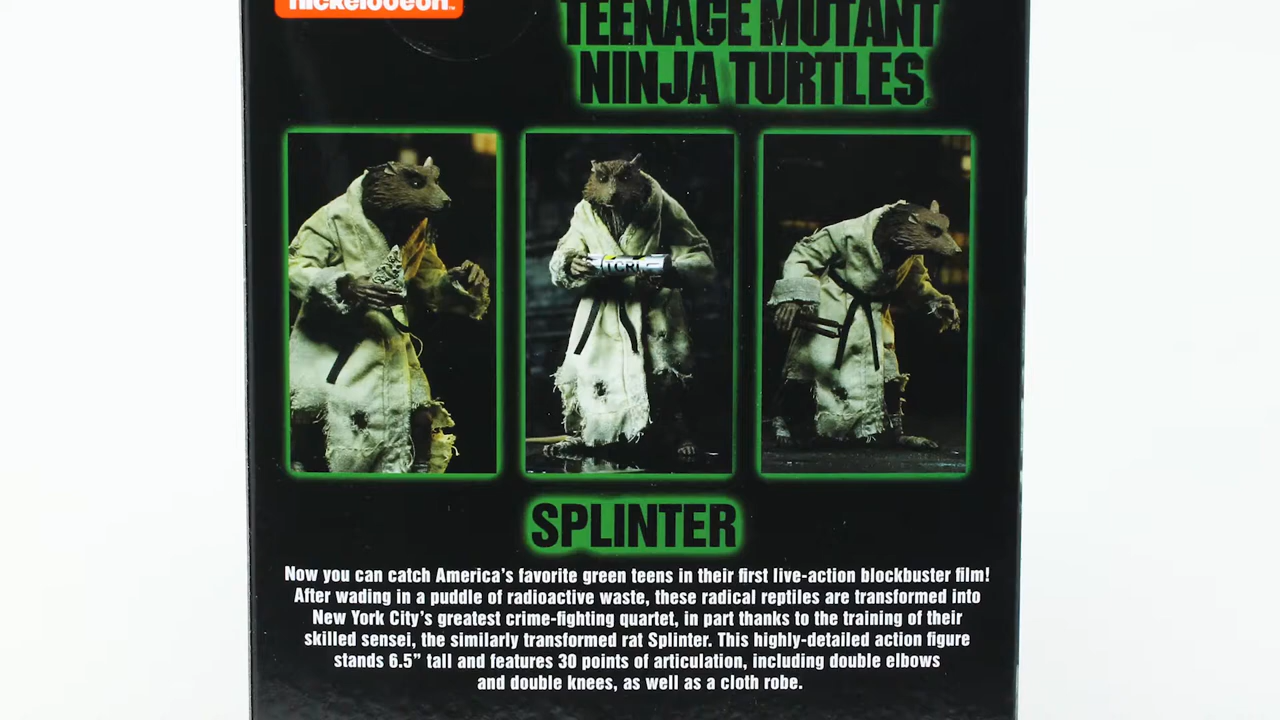 nickelodeon™
TEENAGE MUTANT
NINJA TURTLES®
TCRI
SPLINTER
Now you can catch America's favorite green teens in their first live-action blockbuster film!
After wading in a puddle of radioactive waste, these radical reptiles are transformed into
New York City's greatest crime-fighting quartet, in part thanks to the training of their
skilled sensei, the similarly transformed rat Splinter. This highly-detailed action figure
stands 6.5” tall and features 30 points of articulation, including double elbows
and double knees, as well as a cloth robe.